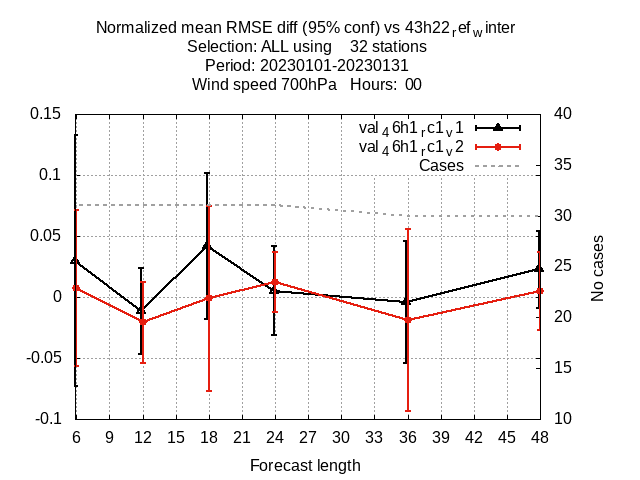 Normalized mean RMSE diff (95% conf) vs 43h22refwinter
Selection: ALL using 32 stations
Period: 20230101-20230131
Wind speed 700hPa Hours: 00
val46h1rc1v1
val46h1rc1v2
Cases
0.15
0.1
0.05
0
-0.05
-0.1
40
35
30
25
20
15
10
No cases
6 9 12 15 18 21 24 27 30 33 36 39 42 45 48
Forecast length